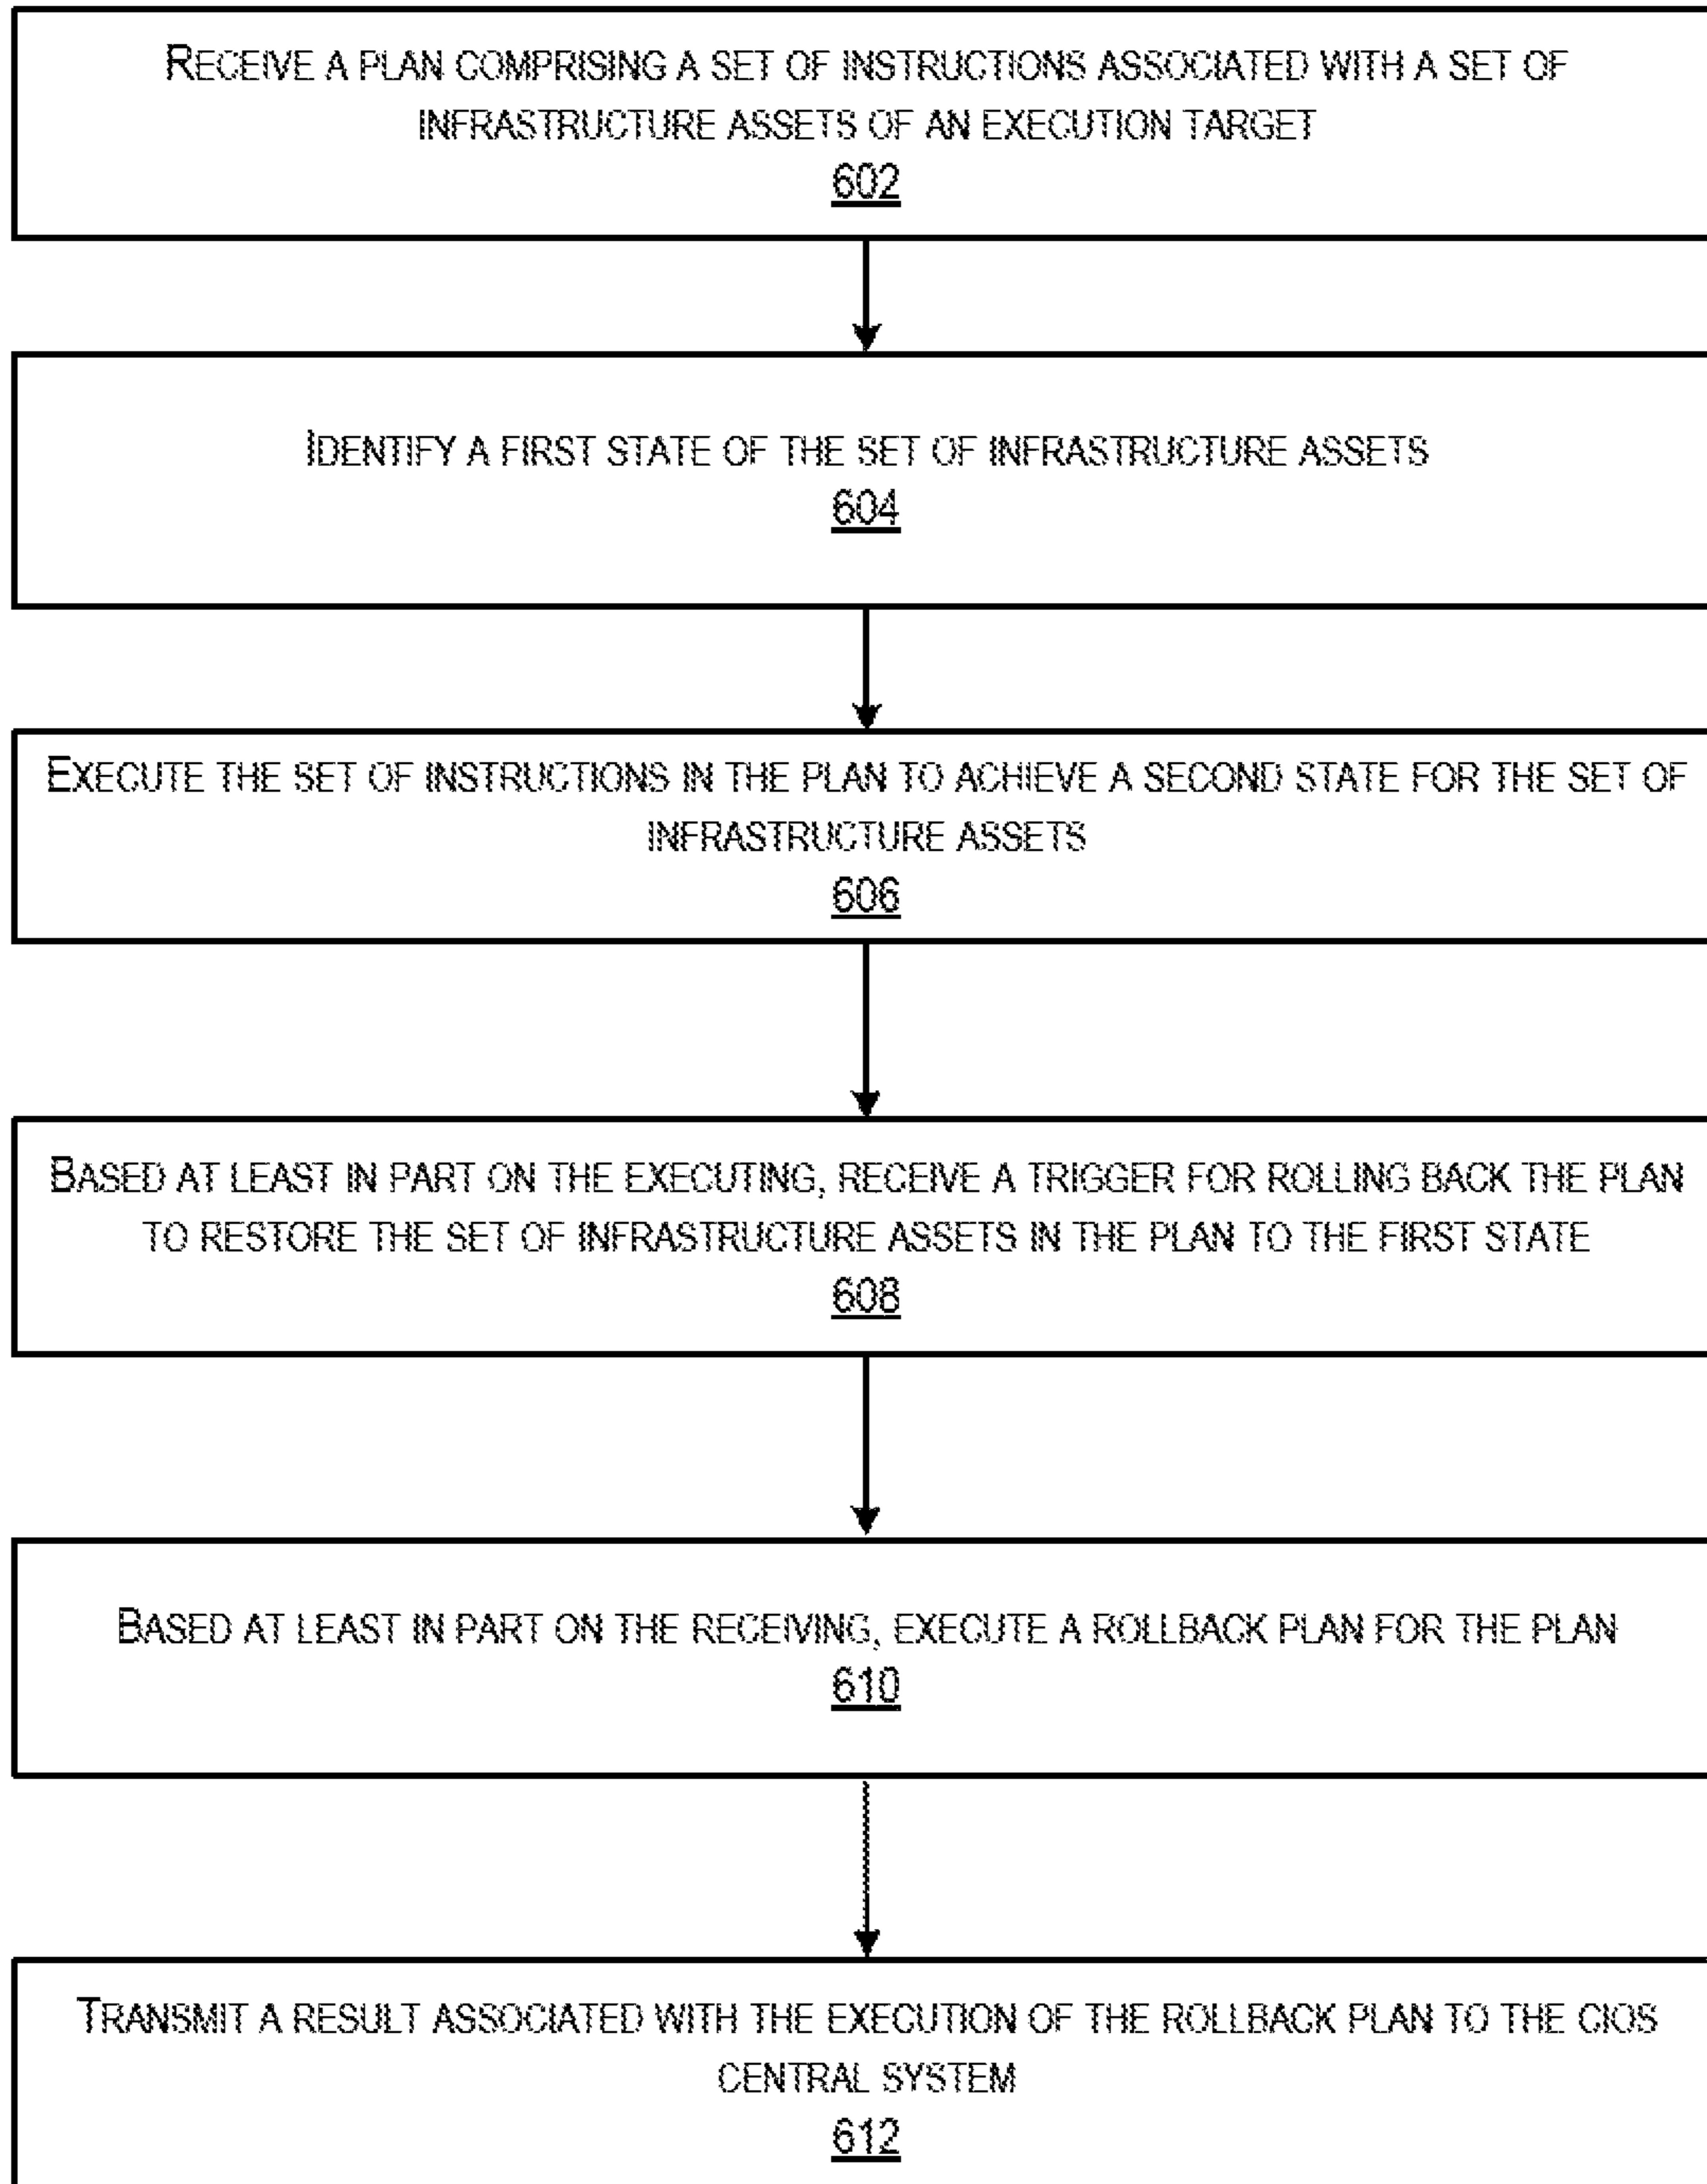 RECEIVE A PLAN COMPRISING A SET OF INSTRUCTIONS ASSOCIATED WITH A SET OF
INFRASTRUCTURE ASSETS OF AN EXECUTION TARGET
602
IDENTIFY A FIRST STATE OF THE SET OF INFRASTRUCTURE ASSETS
604
EXECUTE THE SET OF INSTRUCTIONS IN THE PLAN TO ACHIEVE A SECOND STATE FOR THE SET OF
INFRASTRUCTURE ASSETS
606
BASED AT LEAST IN PART ON THE EXECUTING, RECEIVE A TRIGGER FOR ROLLING BACK THE PLAN
TO RESTORE THE SET OF INFRASTRUCTURE ASSETS IN THE PLAN TO THE FIRST STATE
608
BASED AT LEAST IN PART ON THE RECEIVING, EXECUTE A ROLLBACK PLAN FOR THE PLAN
610
TRANSMIT A RESULT ASSOCIATED WITH THE EXECUTION OF THE ROLLBACK PLAN TO THE CIOS
CENTRAL SYSTEM
612